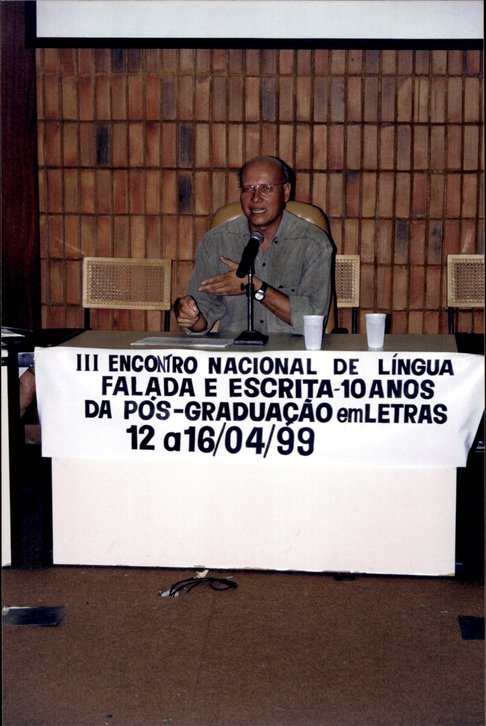 III ENCONTRO NACIONAL DE LÍNGUA
FALADA E ESCRITA-10 ANOS
DA PÓS-GRADUAÇÃO em LETRAS
12 a 16/04/99